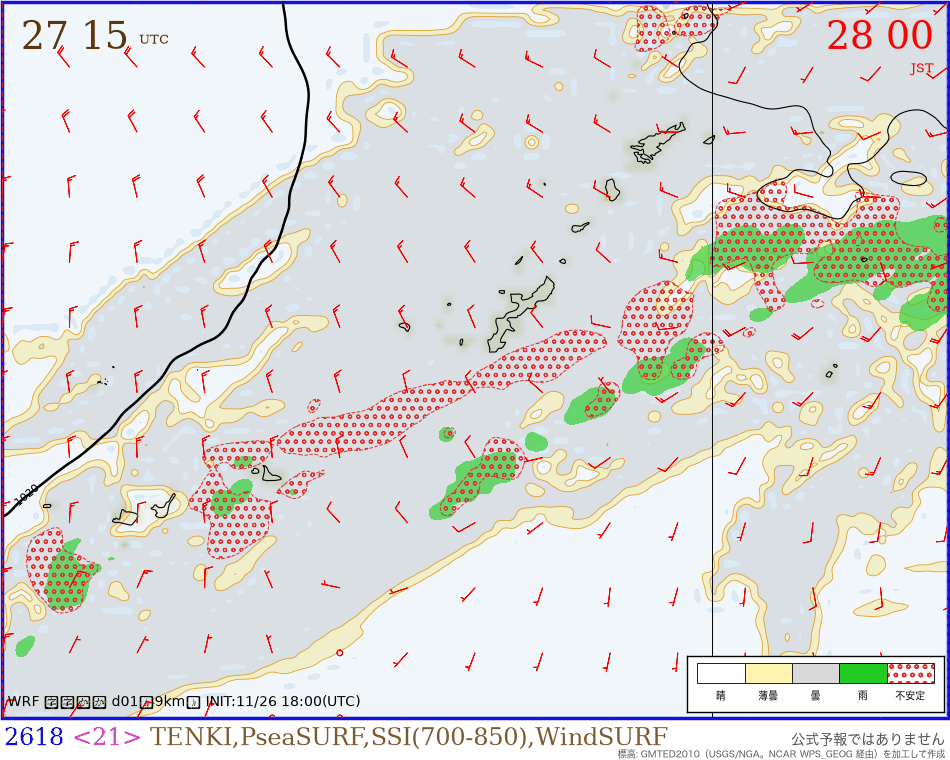 27 15 UTC
28 00
JST
1020
WRF d01 9km INIT:11/26 18:00(UTC)
晴 薄曇 曇 雨 不安定
2618 <21> TENKI,PseaSURF,SSI(700-850),WindSURF
公式予報ではありません
標高: GMTED2010（USGS/NGA。NCAR WPS_GEOG 経由）を加工して作成